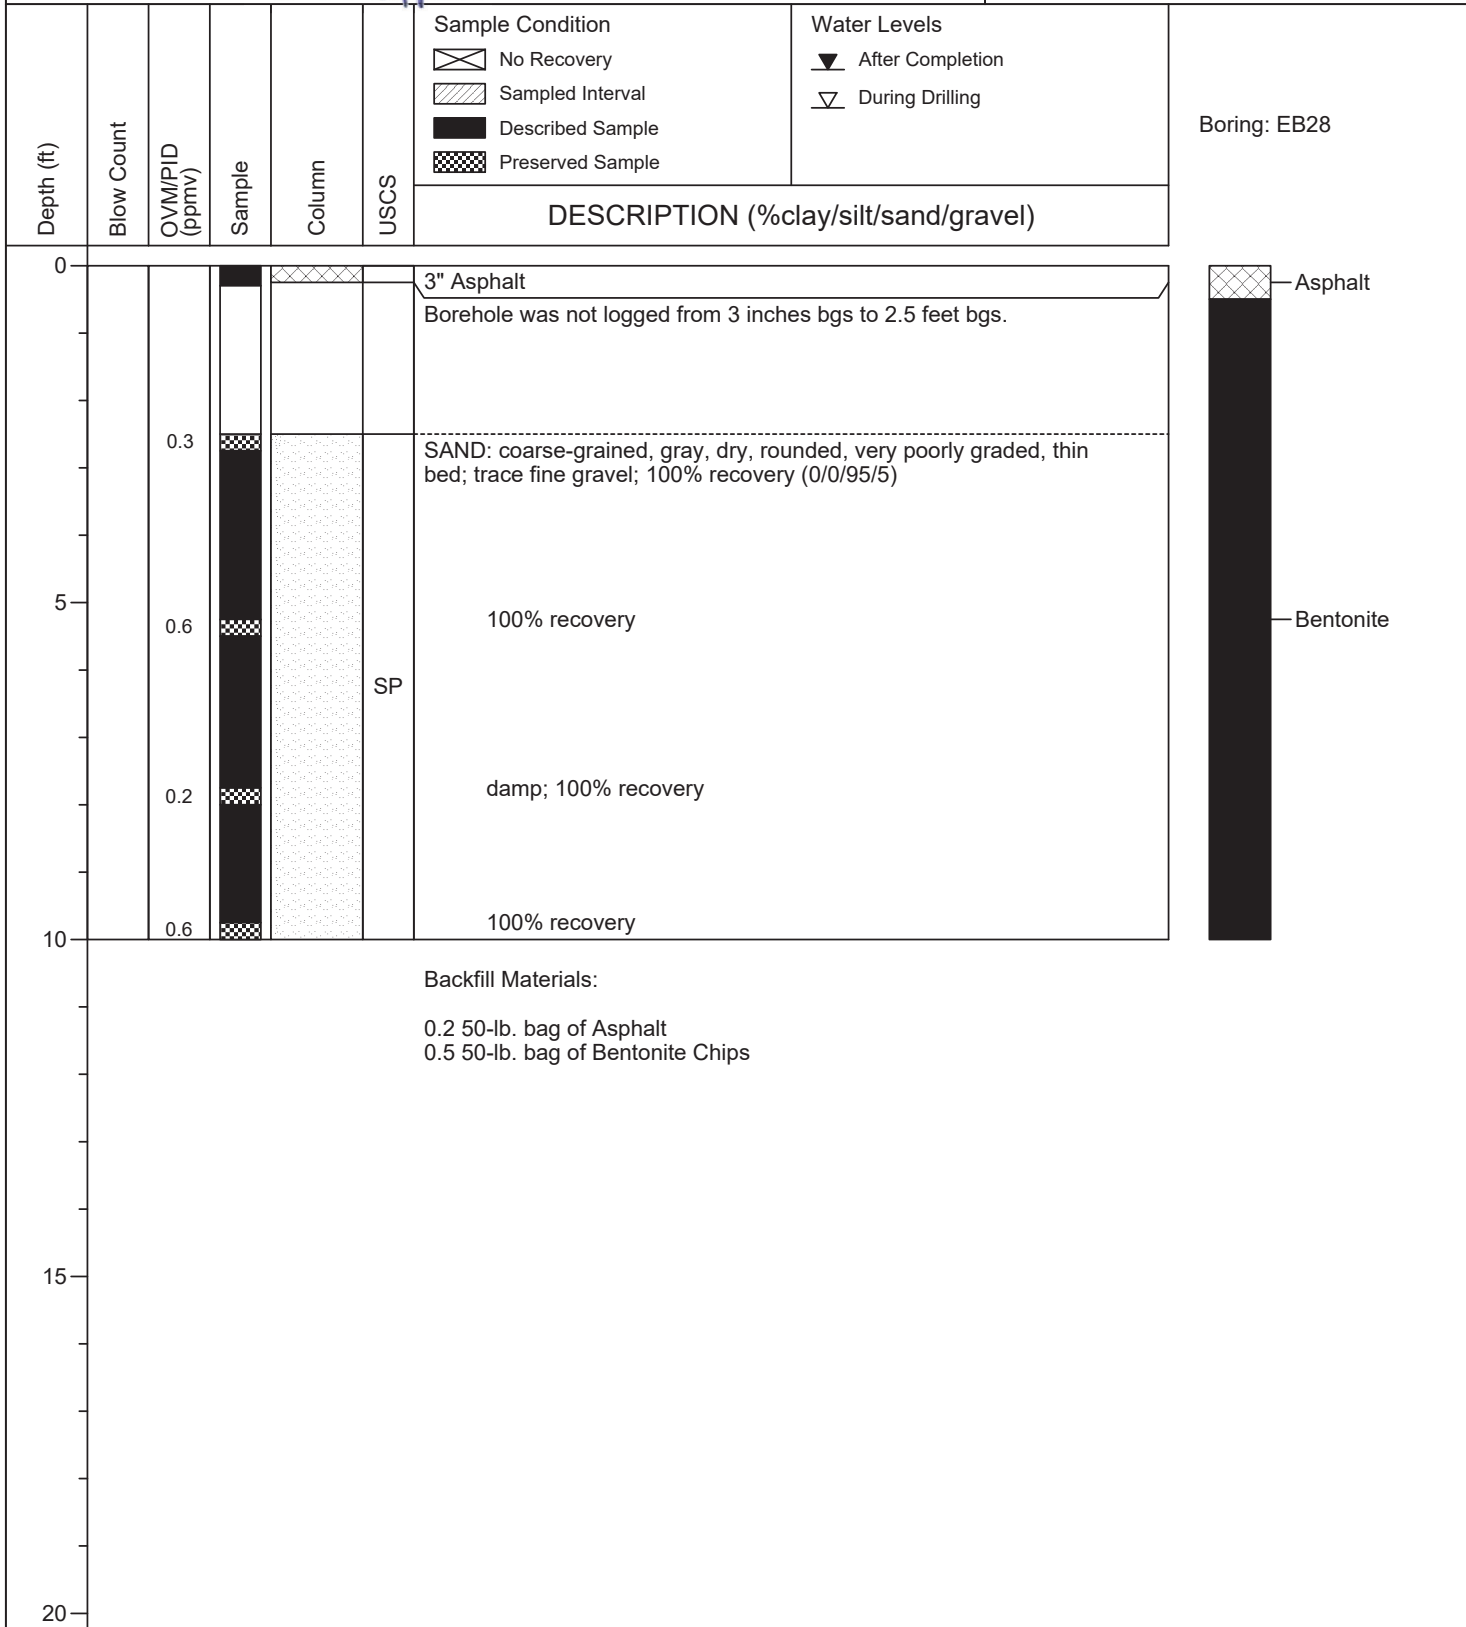 Sample Condition
No Recovery
Sampled Interval
Described Sample
Preserved Sample
Water Levels
After Completion
During Drilling
Boring: EB28
Depth (ft)
Blow Count
OVM/PID
(ppmv)
Sample
Column
USCS
DESCRIPTION (%clay/silt/sand/gravel)
0
3" Asphalt
Asphalt
Borehole was not logged from 3 inches bgs to 2.5 feet bgs.
0.3
SAND: coarse-grained, gray, dry, rounded, very poorly graded, thin
bed; trace fine gravel; 100% recovery (0/0/95/5)
5
0.6
100% recovery
Bentonite
SP
0.2
damp; 100% recovery
0.6
100% recovery
10
Backfill Materials:
0.2 50-lb. bag of Asphalt
0.5 50-lb. bag of Bentonite Chips
15
20